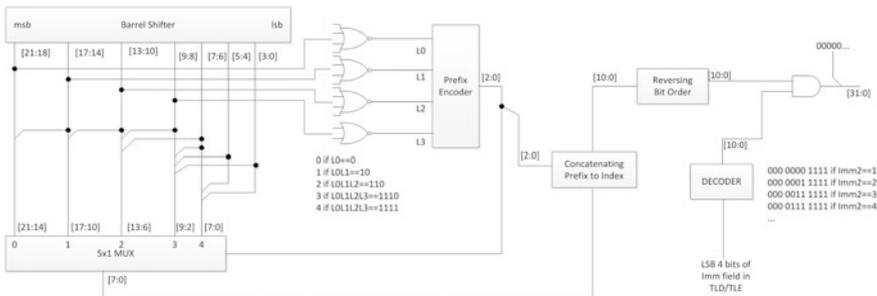 msb Barrel Shifter lsb
[21:18] [17:14] [13:10] [9:8] [7:6] [5:4] [3:0]
L0
L1
L2
L3
Prefix
Encoder
[2:0]
0 if L0==0
1 if L0L1==10
2 if L0L1L2==110
3 if L0L1L2L3==1110
4 if L0L1L2L3==1111
[21:14] [17:10] [13:6] [9:2] [7:0]
0 1 2 3 4
5x1 MUX
[7:0]
[2:0]
Concatenating
Prefix to Index
[10:0]
Reversing
Bit Order
[10:0]
00000...
[31:0]
[10:0]
DECODER
000 0000 1111 if Imm2==1
000 0001 1111 if Imm2==2
000 0011 1111 if Imm2==3
000 0111 1111 if Imm2==4
...
LSB 4 bits of
Imm field in
TLD/TLE